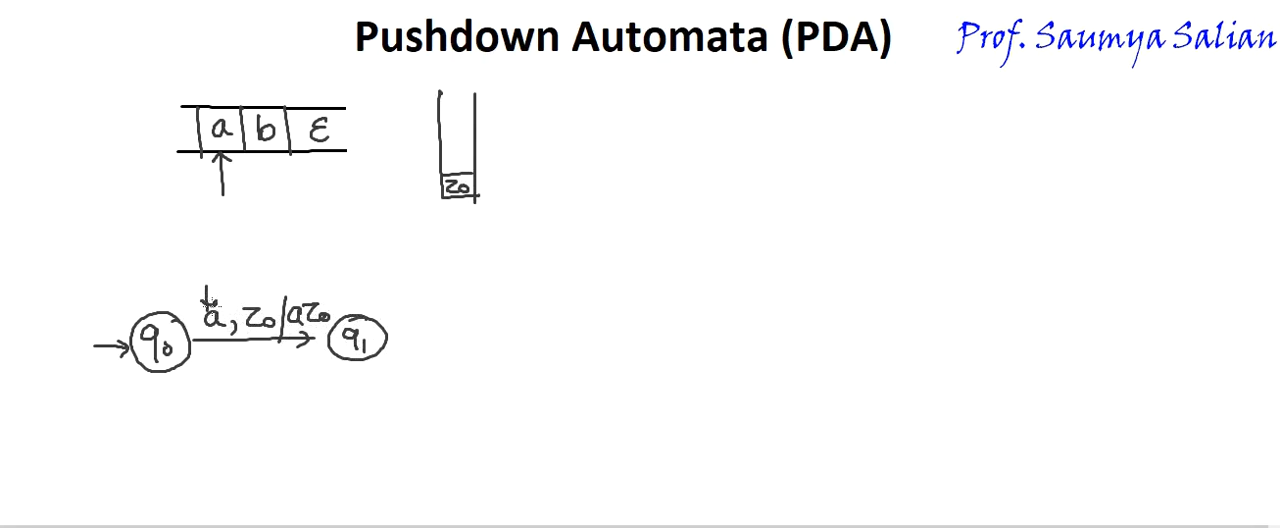 Pushdown Automata (PDA) Prof. Saumya Salian
a b ε
z₀
a, z₀/az₀
q₀ q₁